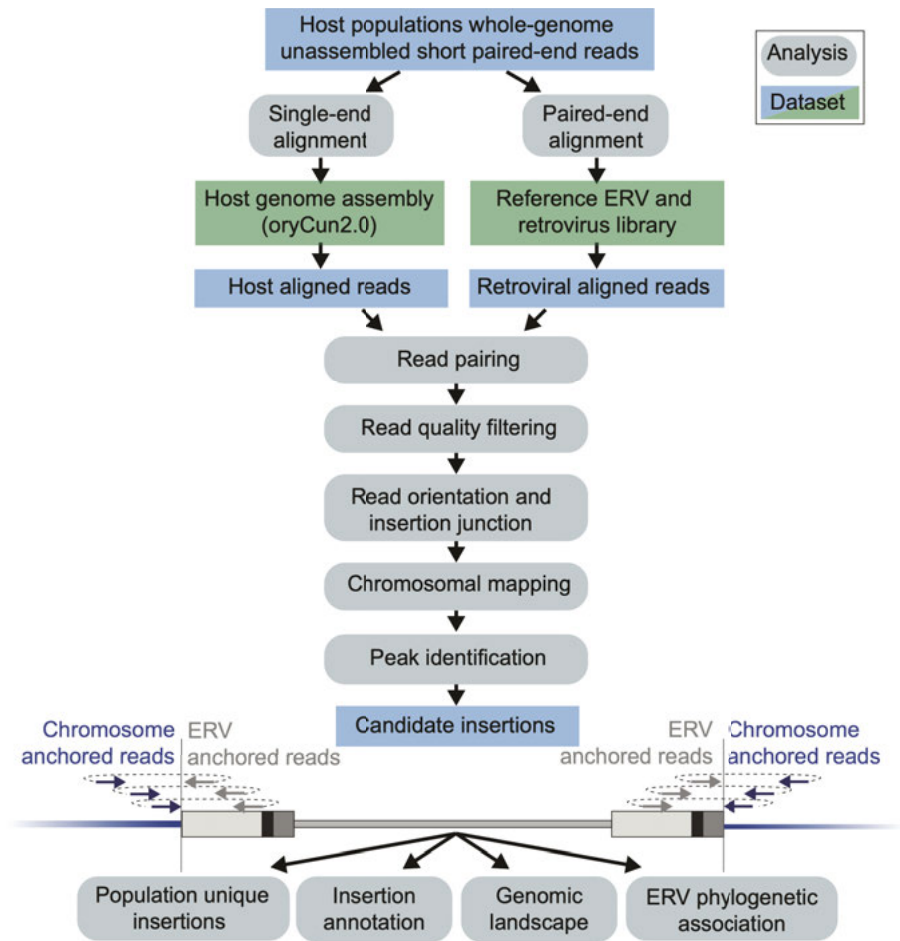 Host populations whole-genome
unassembled short paired-end reads
Analysis
Dataset
Single-end
alignment
Paired-end
alignment
Host genome assembly
(oryCun2.0)
Reference ERV and
retrovirus library
Host aligned reads
Retroviral aligned reads
Read pairing
Read quality filtering
Read orientation and
insertion junction
Chromosomal mapping
Peak identification
Candidate insertions
Chromosome
anchored reads
ERV
anchored reads
ERV
anchored reads
Chromosome
anchored reads
Population unique
insertions
Insertion
annotation
Genomic
landscape
ERV phylogenetic
association